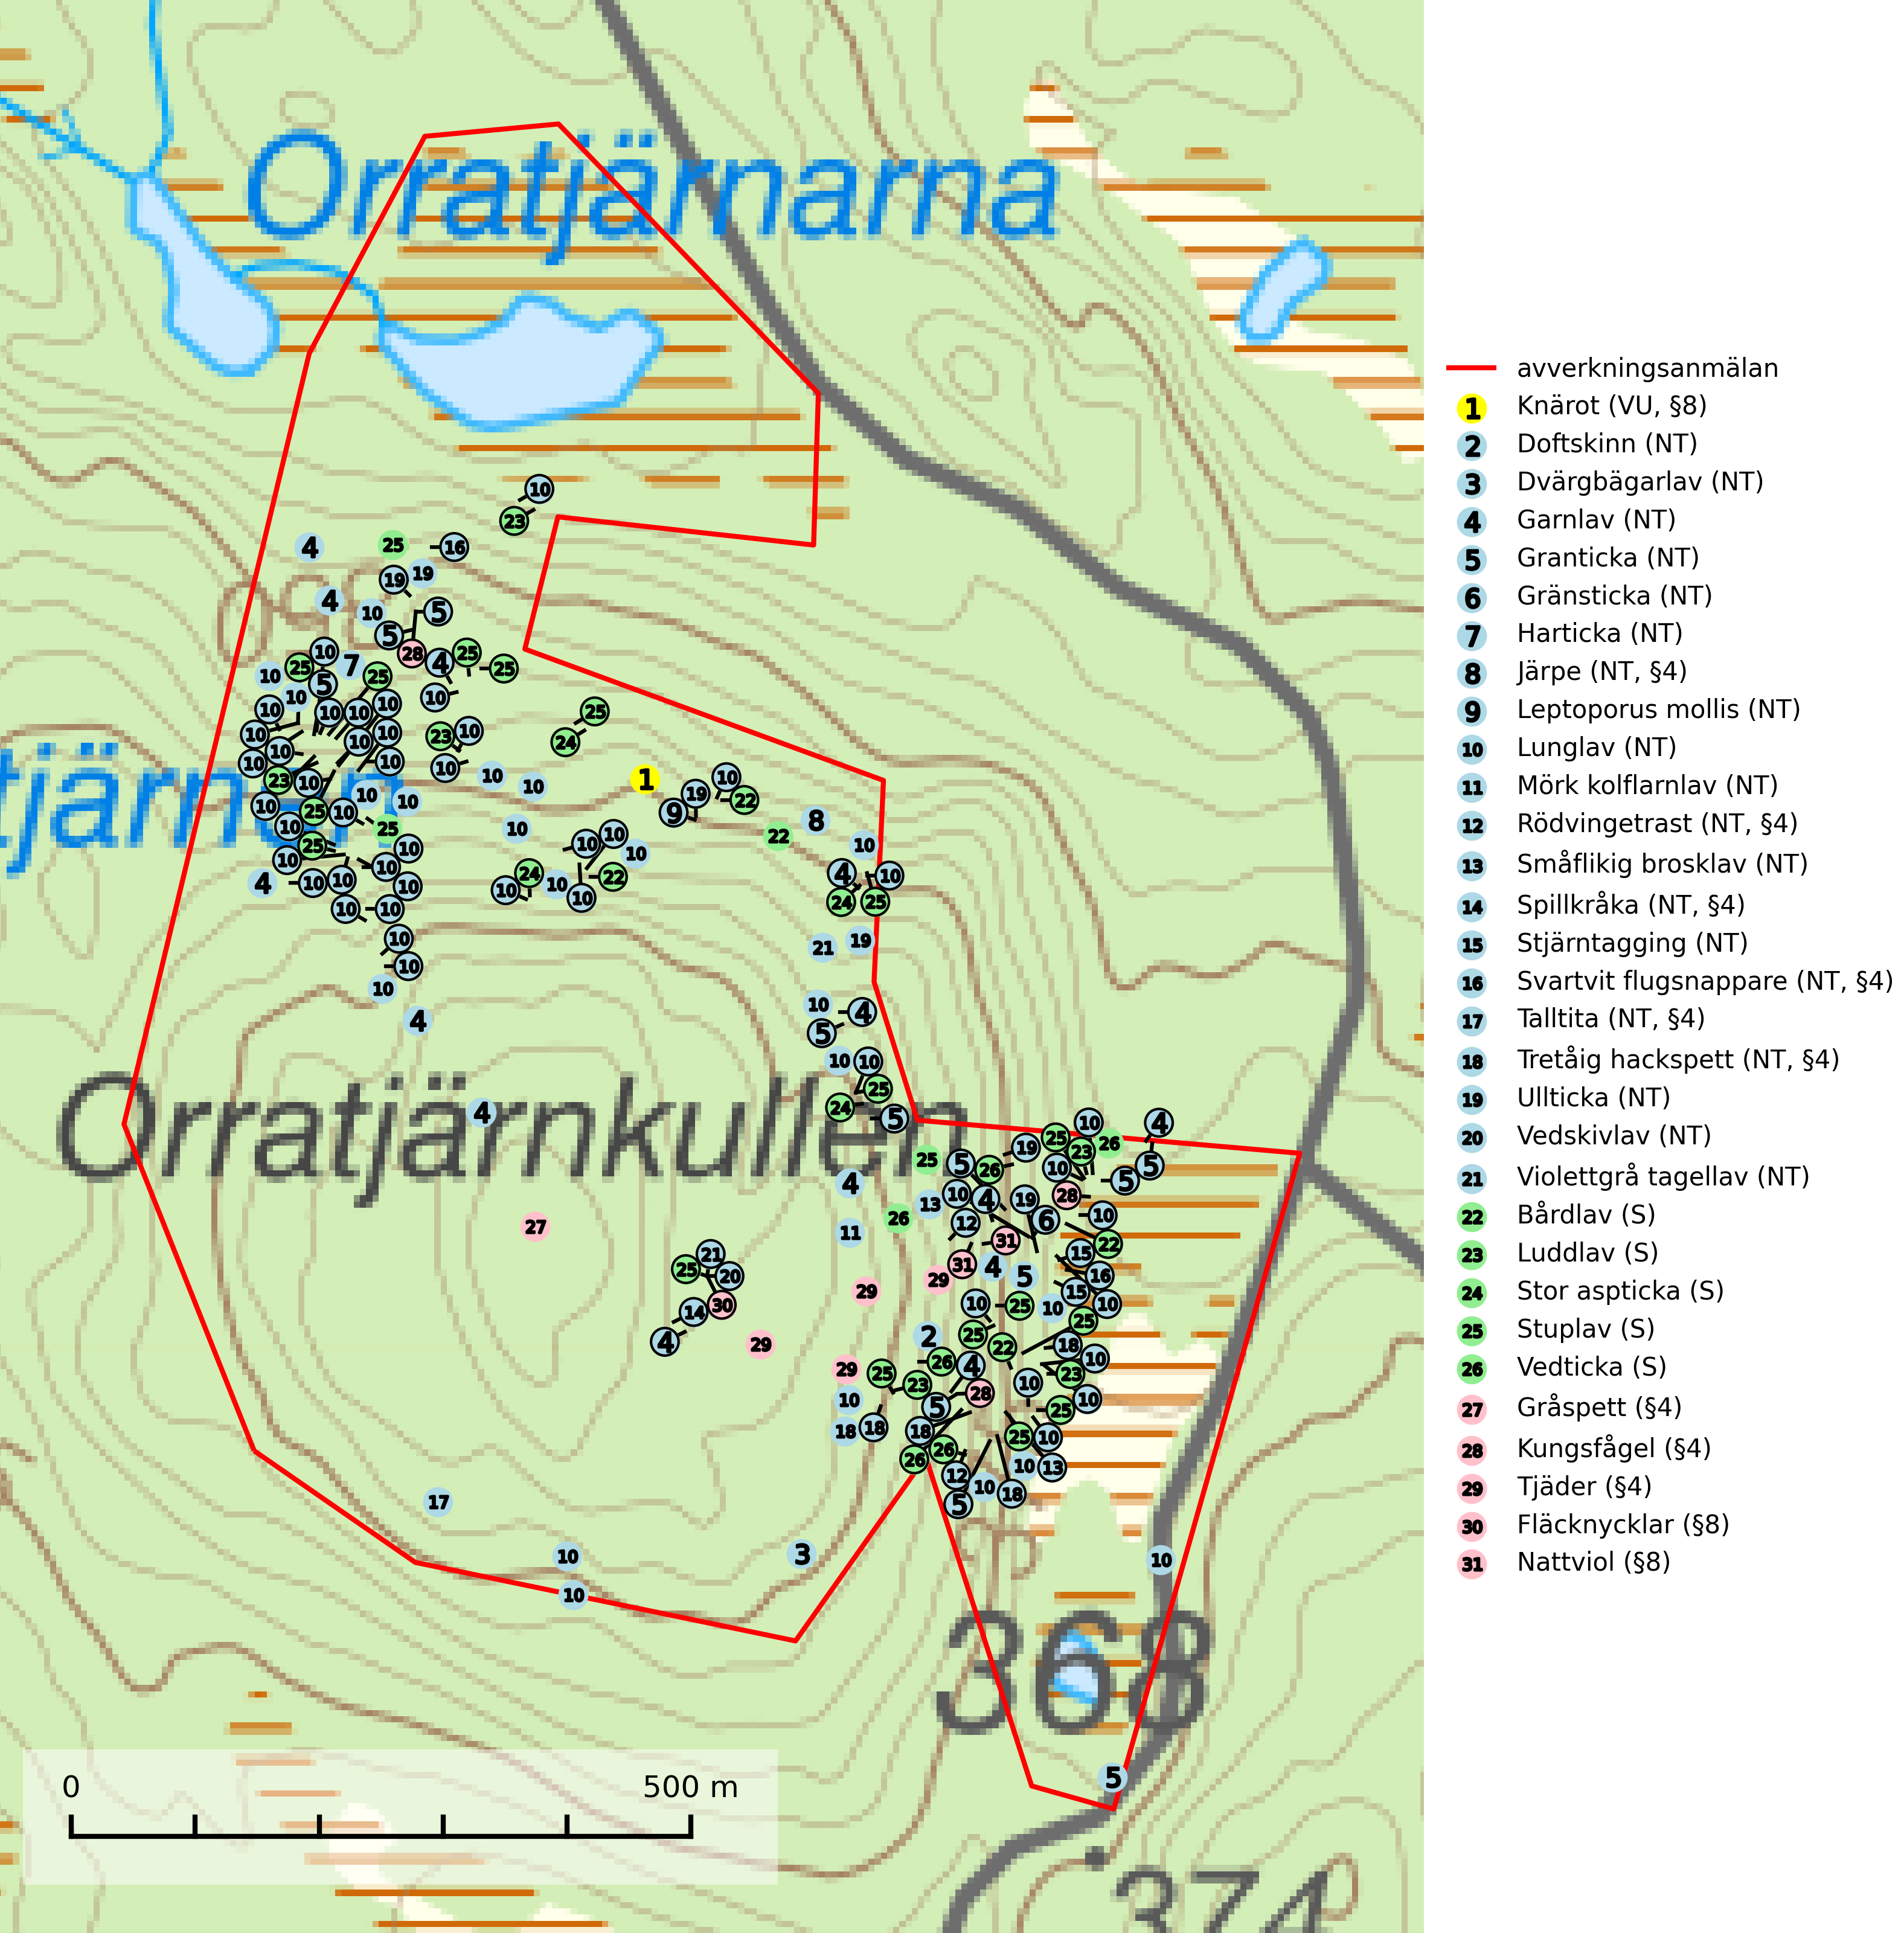 Orratjärnarna
Orratjärnkullen
368
374
0 500 m
avverkningsanmälan
1 Knärot (VU, §8)
2 Doftskinn (NT)
3 Dvärgbägarlav (NT)
4 Garnlav (NT)
5 Granticka (NT)
6 Gränsticka (NT)
7 Harticka (NT)
8 Järpe (NT, §4)
9 Leptoporus mollis (NT)
10 Lunglav (NT)
11 Mörk kolflarnlav (NT)
12 Rödvingetrast (NT, §4)
13 Småflikig brosklav (NT)
14 Spillkråka (NT, §4)
15 Stjärntagging (NT)
16 Svartvit flugsnappare (NT, §4)
17 Talltita (NT, §4)
18 Tretåig hackspett (NT, §4)
19 Ullticka (NT)
20 Vedskivlav (NT)
21 Violettgrå tagellav (NT)
22 Bårdlav (S)
23 Luddlav (S)
24 Stor aspticka (S)
25 Stuplav (S)
26 Vedticka (S)
27 Gråspett (§4)
28 Kungsfågel (§4)
29 Tjäder (§4)
30 Fläcknycklar (§8)
31 Nattviol (§8)